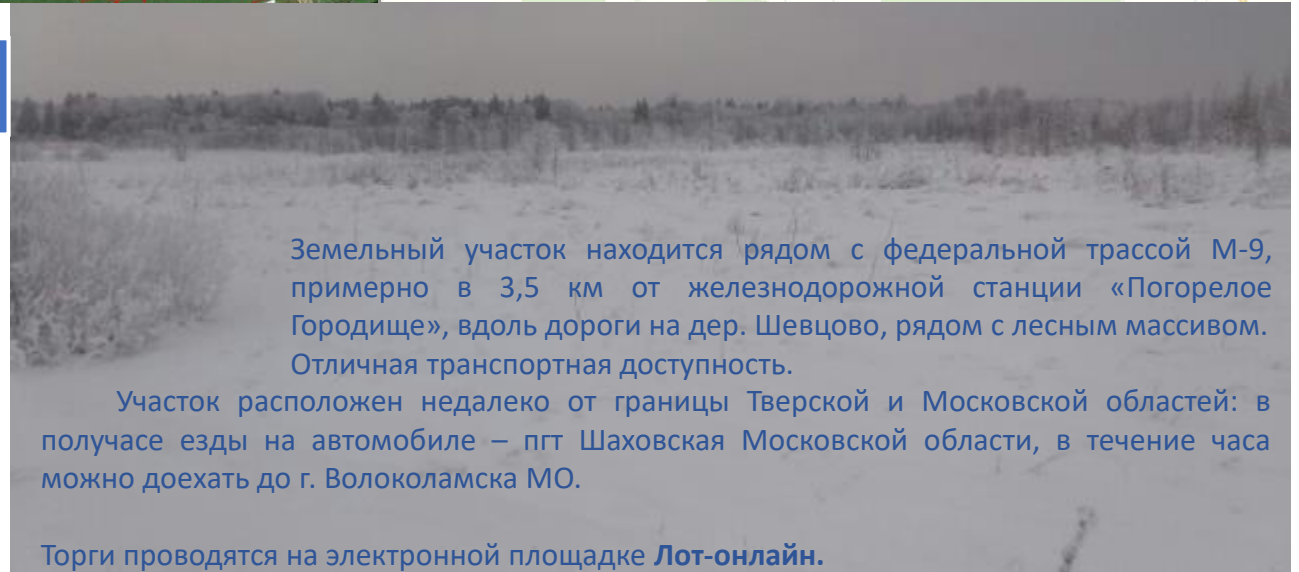 Земельный участок находится рядом с федеральной трассой М-9,
примерно в 3,5 км от железнодорожной станции «Погорелое
Городище», вдоль дороги на дер. Шевцово, рядом с лесным массивом.
Отличная транспортная доступность.
Участок расположен недалеко от границы Тверской и Московской областей: в
получасе езды на автомобиле – пгт Шаховская Московской области, в течение часа
можно доехать до г. Волоколамска МО.
Торги проводятся на электронной площадке Лот-онлайн.